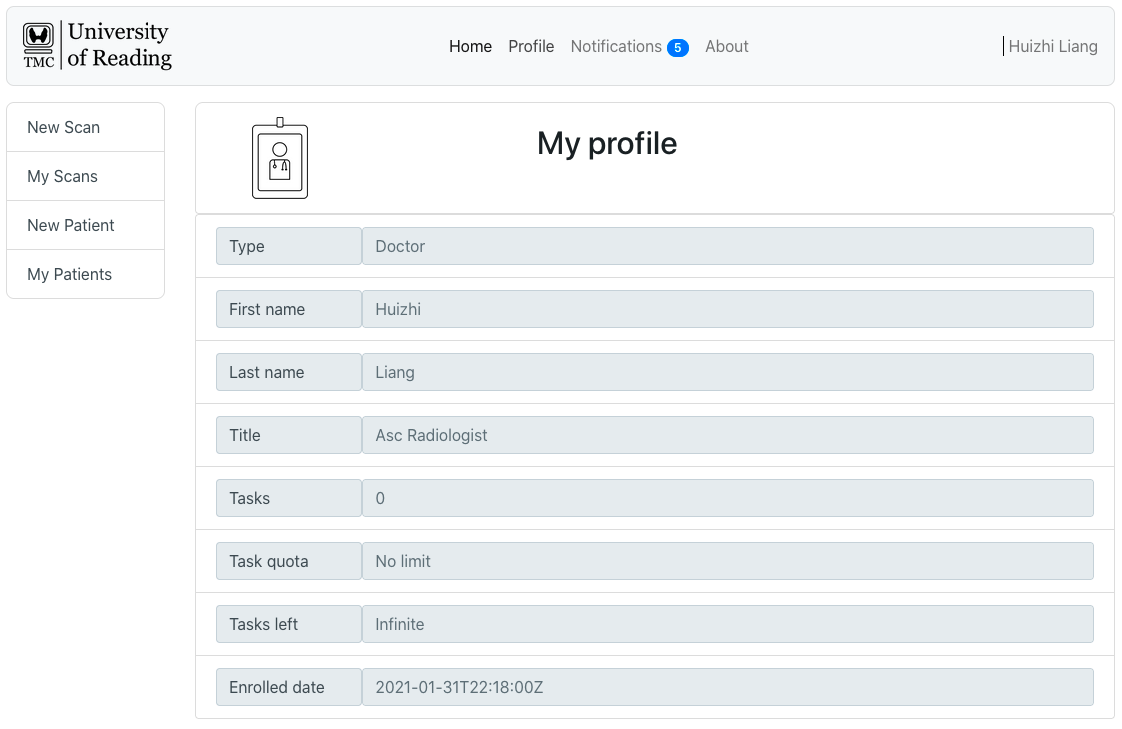 University
of Reading
TMC
Home Profile Notifications 5 About
Huizhi Liang
New Scan
My Scans
New Patient
My Patients
My profile
Type Doctor
First name Huizhi
Last name Liang
Title Asc Radiologist
Tasks 0
Task quota No limit
Tasks left Infinite
Enrolled date 2021-01-31T22:18:00Z